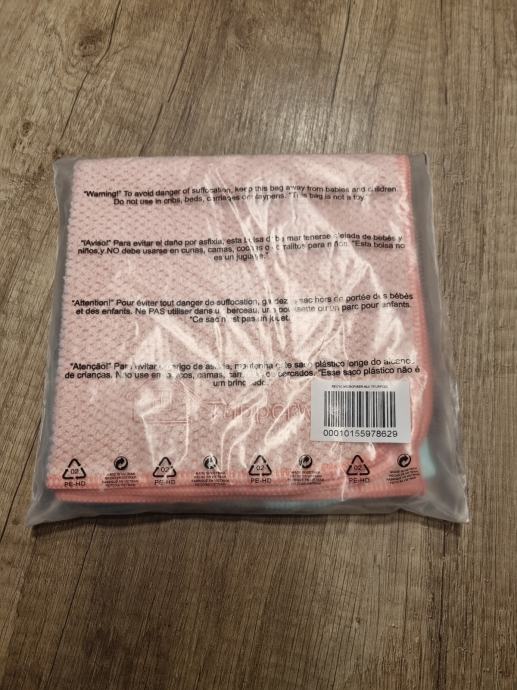 "Warning!" To avoid danger of suffocation, keep this bag away from babies and children.
Do not use in cribs, beds, carriages or playpens. "This bag is not a toy"
"¡Aviso!" Para evitar el daño por asfixia, esta bolsa debe mantenerse alejada de bebés y
niños, y NO debe usarse en cunas, camas, coches o corralitos para niños. "Esta bolsa no
es un juguete."
"Attention!" Pour éviter tout danger de suffocation, gardez ce sac hors de portée des bébés
et des enfants. Ne PAS utiliser dans un berceau, un poussette ou un parc pour enfants.
"Ce sac n'est pas un jouet."
"Atenção!" Para evitar perigo de asfixia, mantenha este saco plástico longe do alcance
de crianças. Não use em berços, camas, carrinhos ou cercados. "Esse saco plástico não é
um brinquedo."
00010155978629
02 02 02
PE-HD PE-HD PE-HD PE-HD